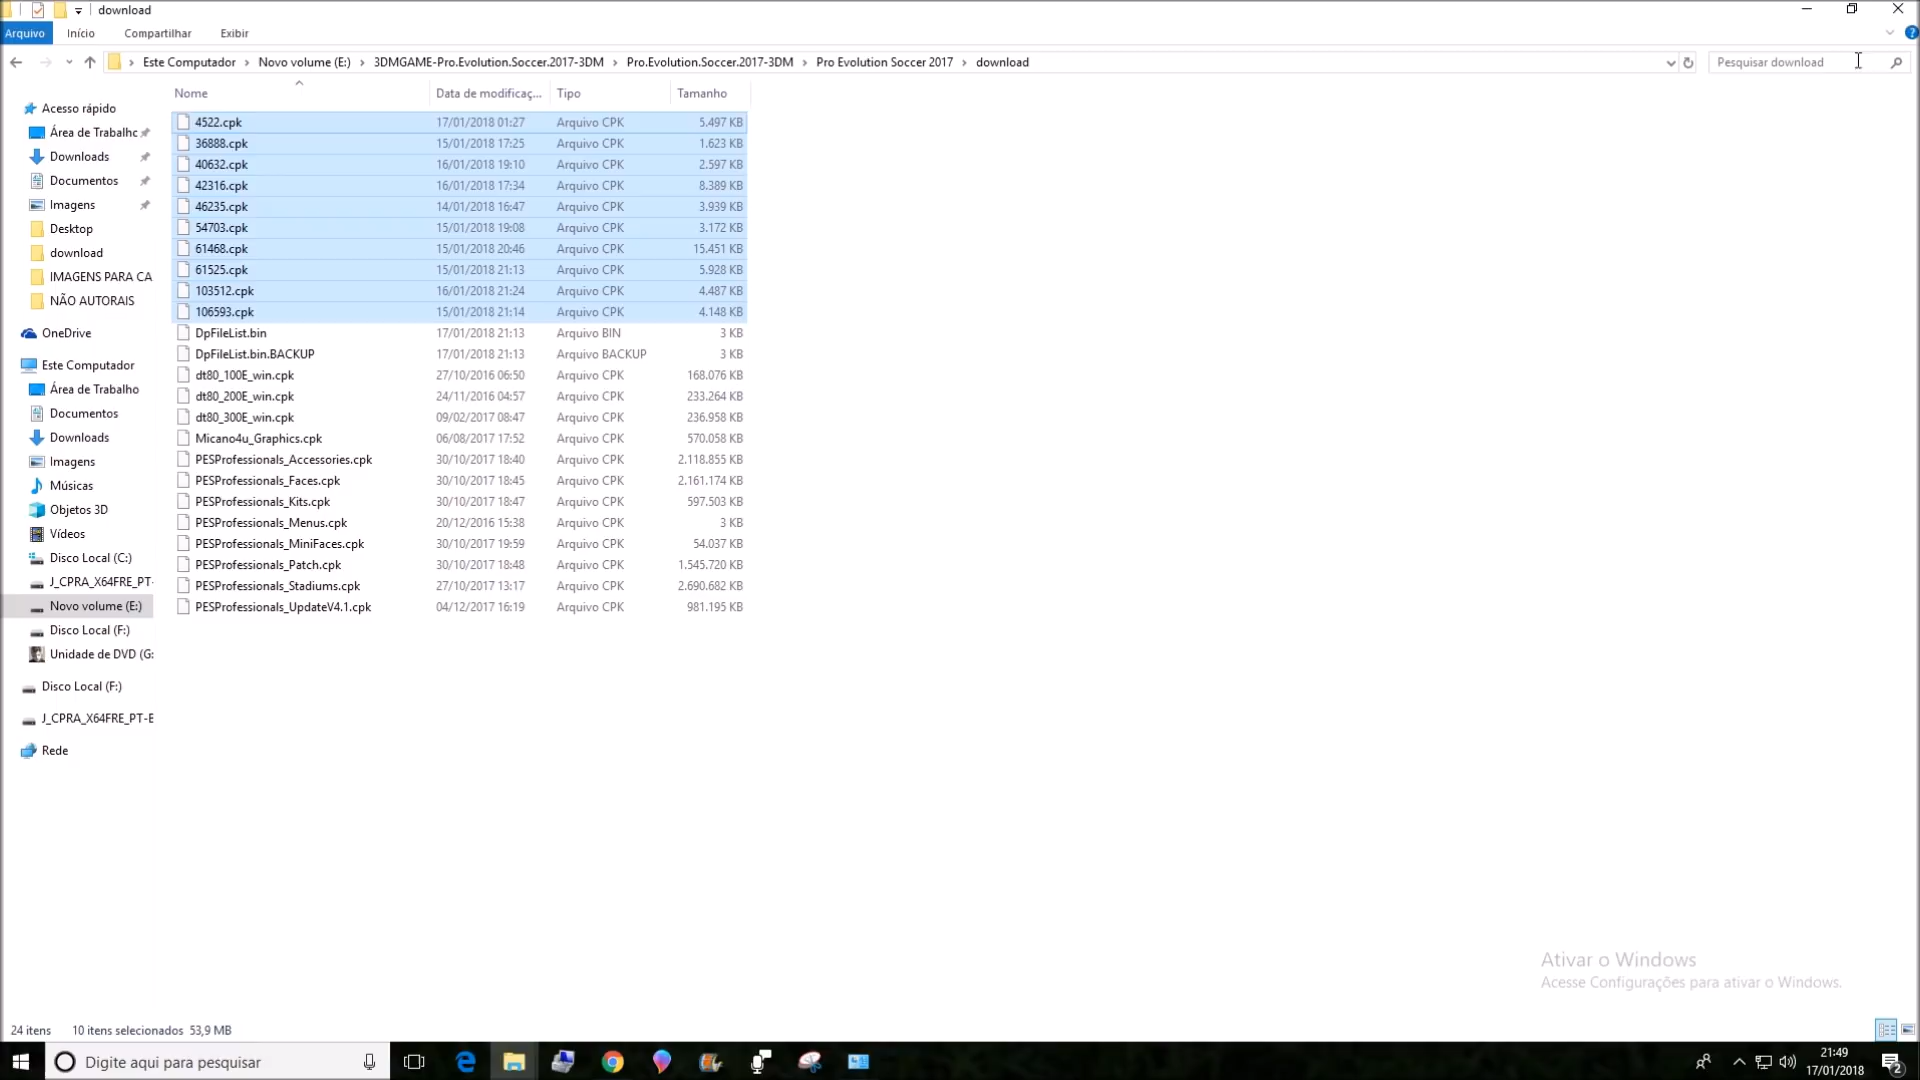 download
Arquivo Início Compartilhar Exibir
Este Computador Novo volume (E:) 3DMGAME-Pro.Evolution.Soccer.2017-3DM Pro.Evolution.Soccer.2017-3DM Pro Evolution Soccer 2017 download Pesquisar download
Nome Data de modificaç... Tipo Tamanho
Acesso rápido
Área de Trabalhc
Downloads
Documentos
Imagens
Desktop
download
IMAGENS PARA CA
NÃO AUTORAIS
OneDrive
Este Computador
Área de Trabalho
Documentos
Downloads
Imagens
Músicas
Objetos 3D
Vídeos
Disco Local (C:)
J_CPRA_X64FRE_PT-
Novo volume (E:)
Disco Local (F:)
Unidade de DVD (G:
Disco Local (F:)
J_CPRA_X64FRE_PT-E
Rede
4522.cpk 17/01/2018 01:27 Arquivo CPK 5.497 KB
36888.cpk 15/01/2018 17:25 Arquivo CPK 1.623 KB
40632.cpk 16/01/2018 19:10 Arquivo CPK 2.597 KB
42316.cpk 16/01/2018 17:34 Arquivo CPK 8.389 KB
46235.cpk 14/01/2018 16:47 Arquivo CPK 3.939 KB
54703.cpk 15/01/2018 19:08 Arquivo CPK 3.172 KB
61468.cpk 15/01/2018 20:46 Arquivo CPK 15.451 KB
61525.cpk 15/01/2018 21:13 Arquivo CPK 5.928 KB
103512.cpk 16/01/2018 21:24 Arquivo CPK 4.487 KB
106593.cpk 15/01/2018 21:14 Arquivo CPK 4.148 KB
DpFileList.bin 17/01/2018 21:13 Arquivo BIN 3 KB
DpFileList.bin.BACKUP 17/01/2018 21:13 Arquivo BACKUP 3 KB
dt80_100E_win.cpk 27/10/2016 06:50 Arquivo CPK 168.076 KB
dt80_200E_win.cpk 24/11/2016 04:57 Arquivo CPK 233.264 KB
dt80_300E_win.cpk 09/02/2017 08:47 Arquivo CPK 236.958 KB
Micano4u_Graphics.cpk 06/08/2017 17:52 Arquivo CPK 570.058 KB
PESProfessionals_Accessories.cpk 30/10/2017 18:40 Arquivo CPK 2.118.855 KB
PESProfessionals_Faces.cpk 30/10/2017 18:45 Arquivo CPK 2.161.174 KB
PESProfessionals_Kits.cpk 30/10/2017 18:47 Arquivo CPK 597.503 KB
PESProfessionals_Menus.cpk 20/12/2016 15:38 Arquivo CPK 3 KB
PESProfessionals_MiniFaces.cpk 30/10/2017 19:59 Arquivo CPK 54.037 KB
PESProfessionals_Patch.cpk 30/10/2017 18:48 Arquivo CPK 1.545.720 KB
PESProfessionals_Stadiums.cpk 27/10/2017 13:17 Arquivo CPK 2.690.682 KB
PESProfessionals_UpdateV4.1.cpk 04/12/2017 16:19 Arquivo CPK 981.195 KB
Ativar o Windows
Acesse Configurações para ativar o Windows.
24 itens 10 itens selecionados 53,9 MB
Digite aqui para pesquisar
21:49
17/01/2018
2